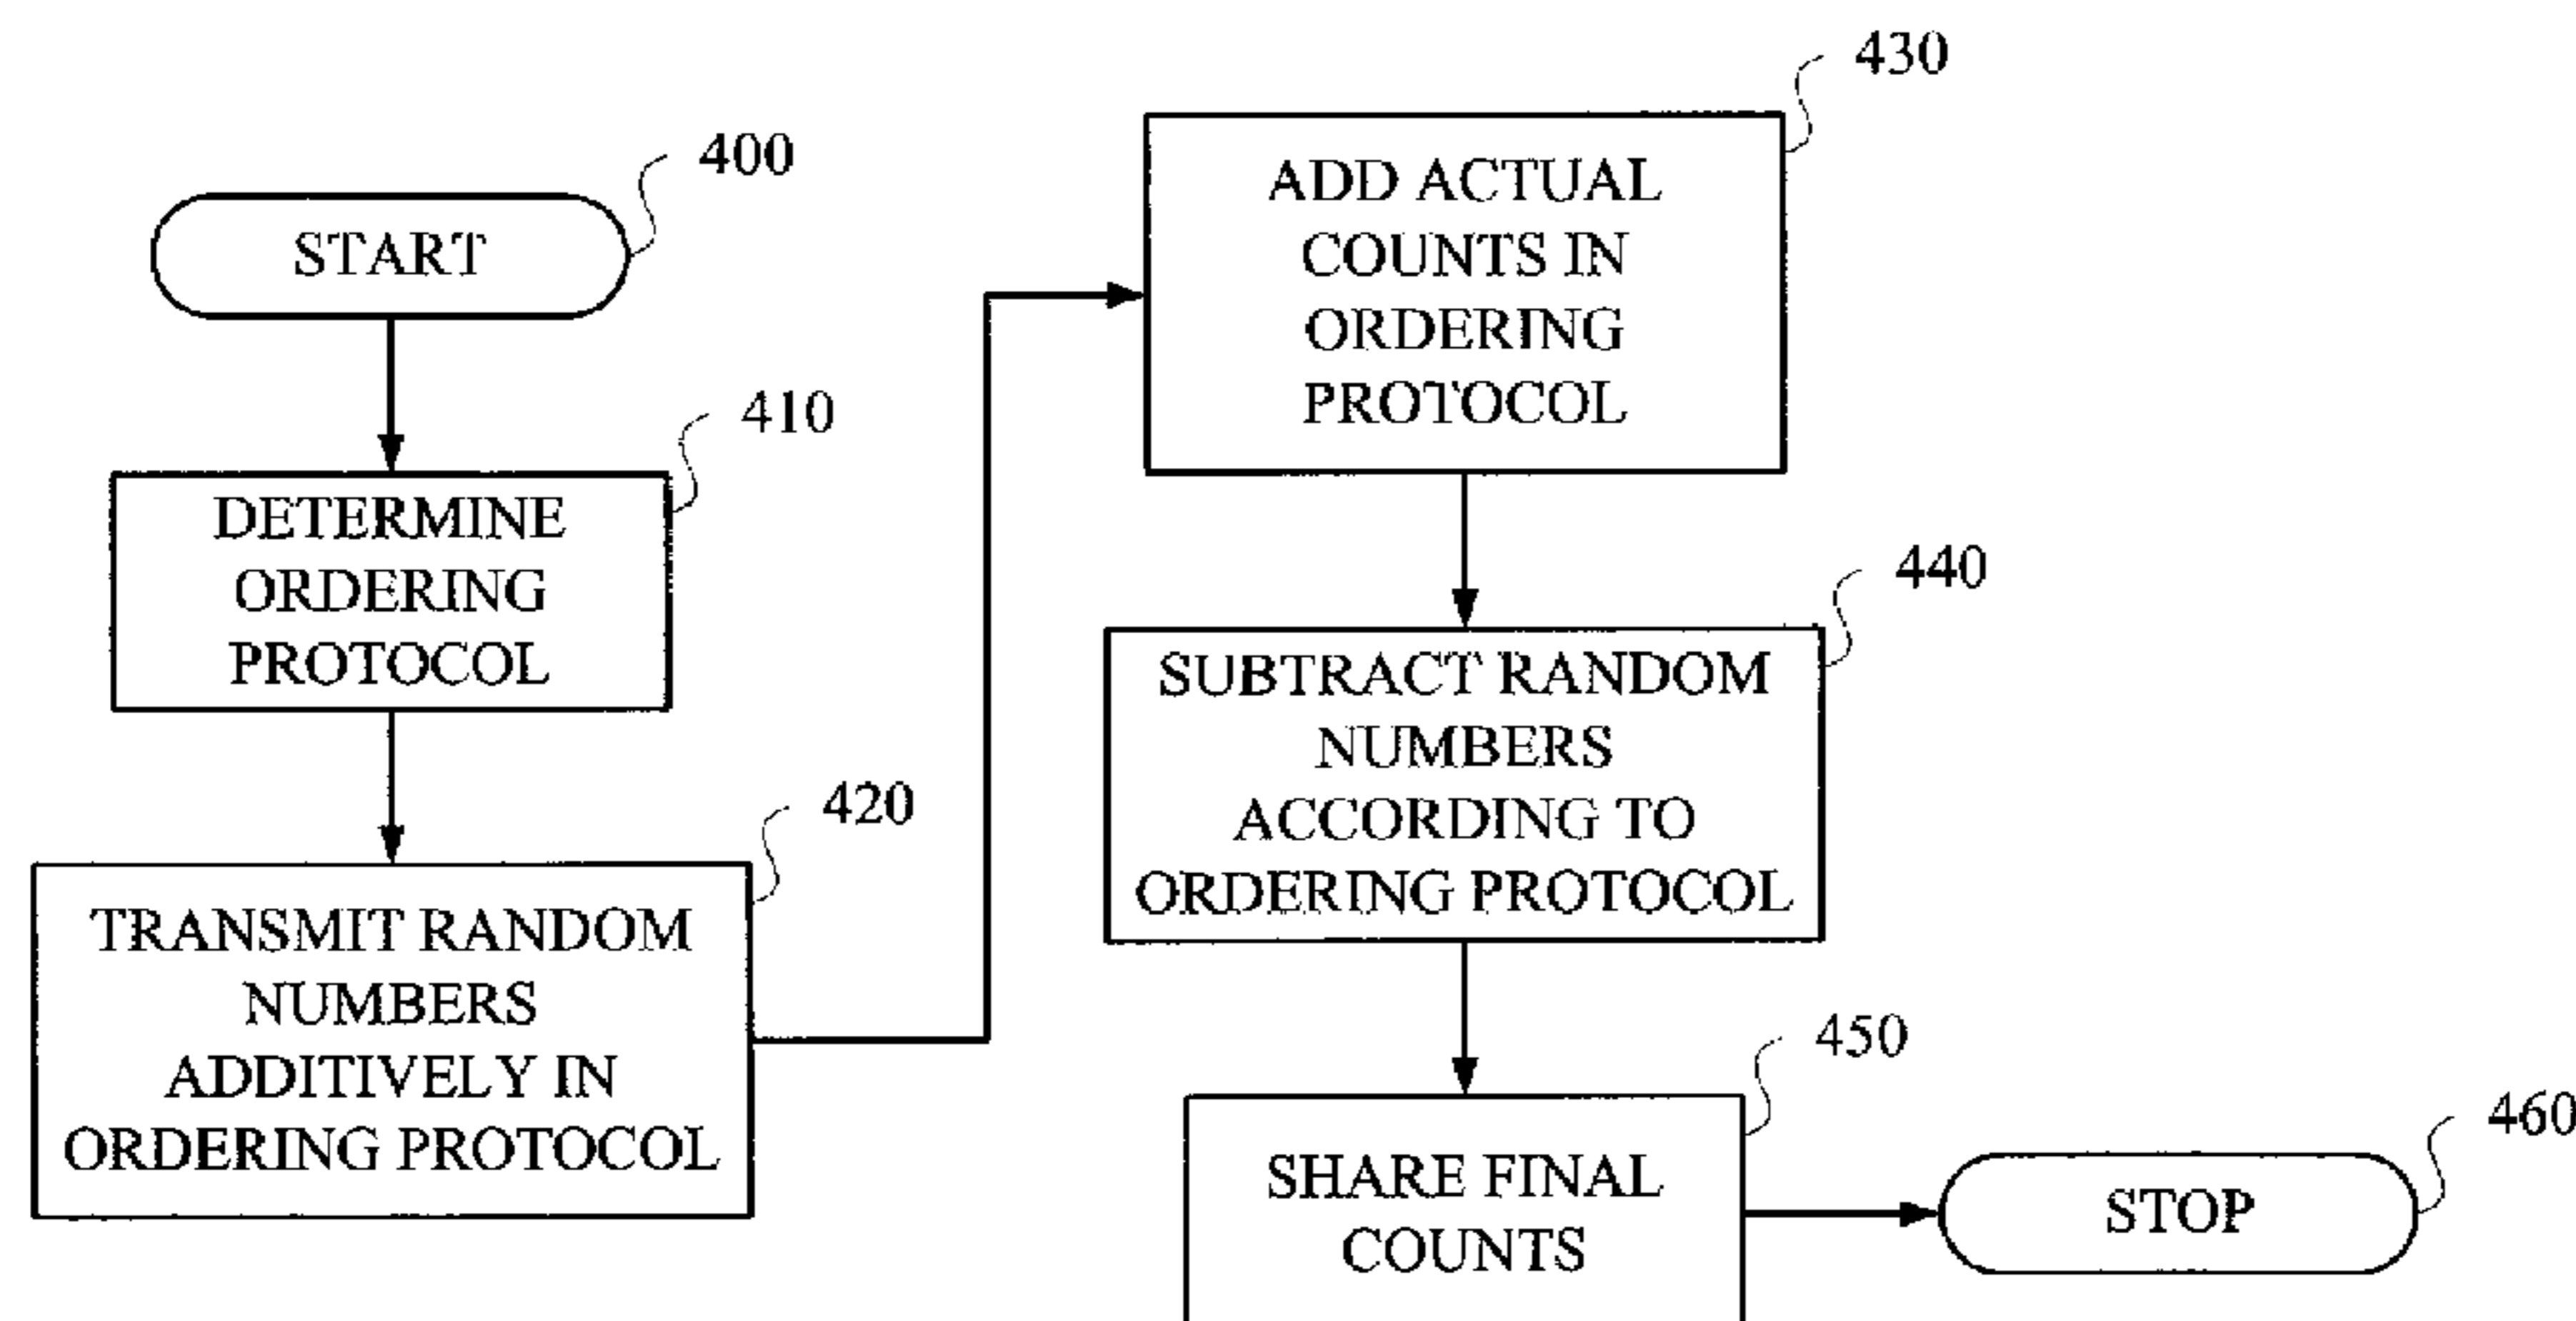 400
START
410
DETERMINE
ORDERING
PROTOCOL
420
TRANSMIT RANDOM
NUMBERS
ADDITIVELY IN
ORDERING PROTOCOL
430
ADD ACTUAL
COUNTS IN
ORDERING
PROTOCOL
440
SUBTRACT RANDOM
NUMBERS
ACCORDING TO
ORDERING PROTOCOL
450
SHARE FINAL
COUNTS
460
STOP